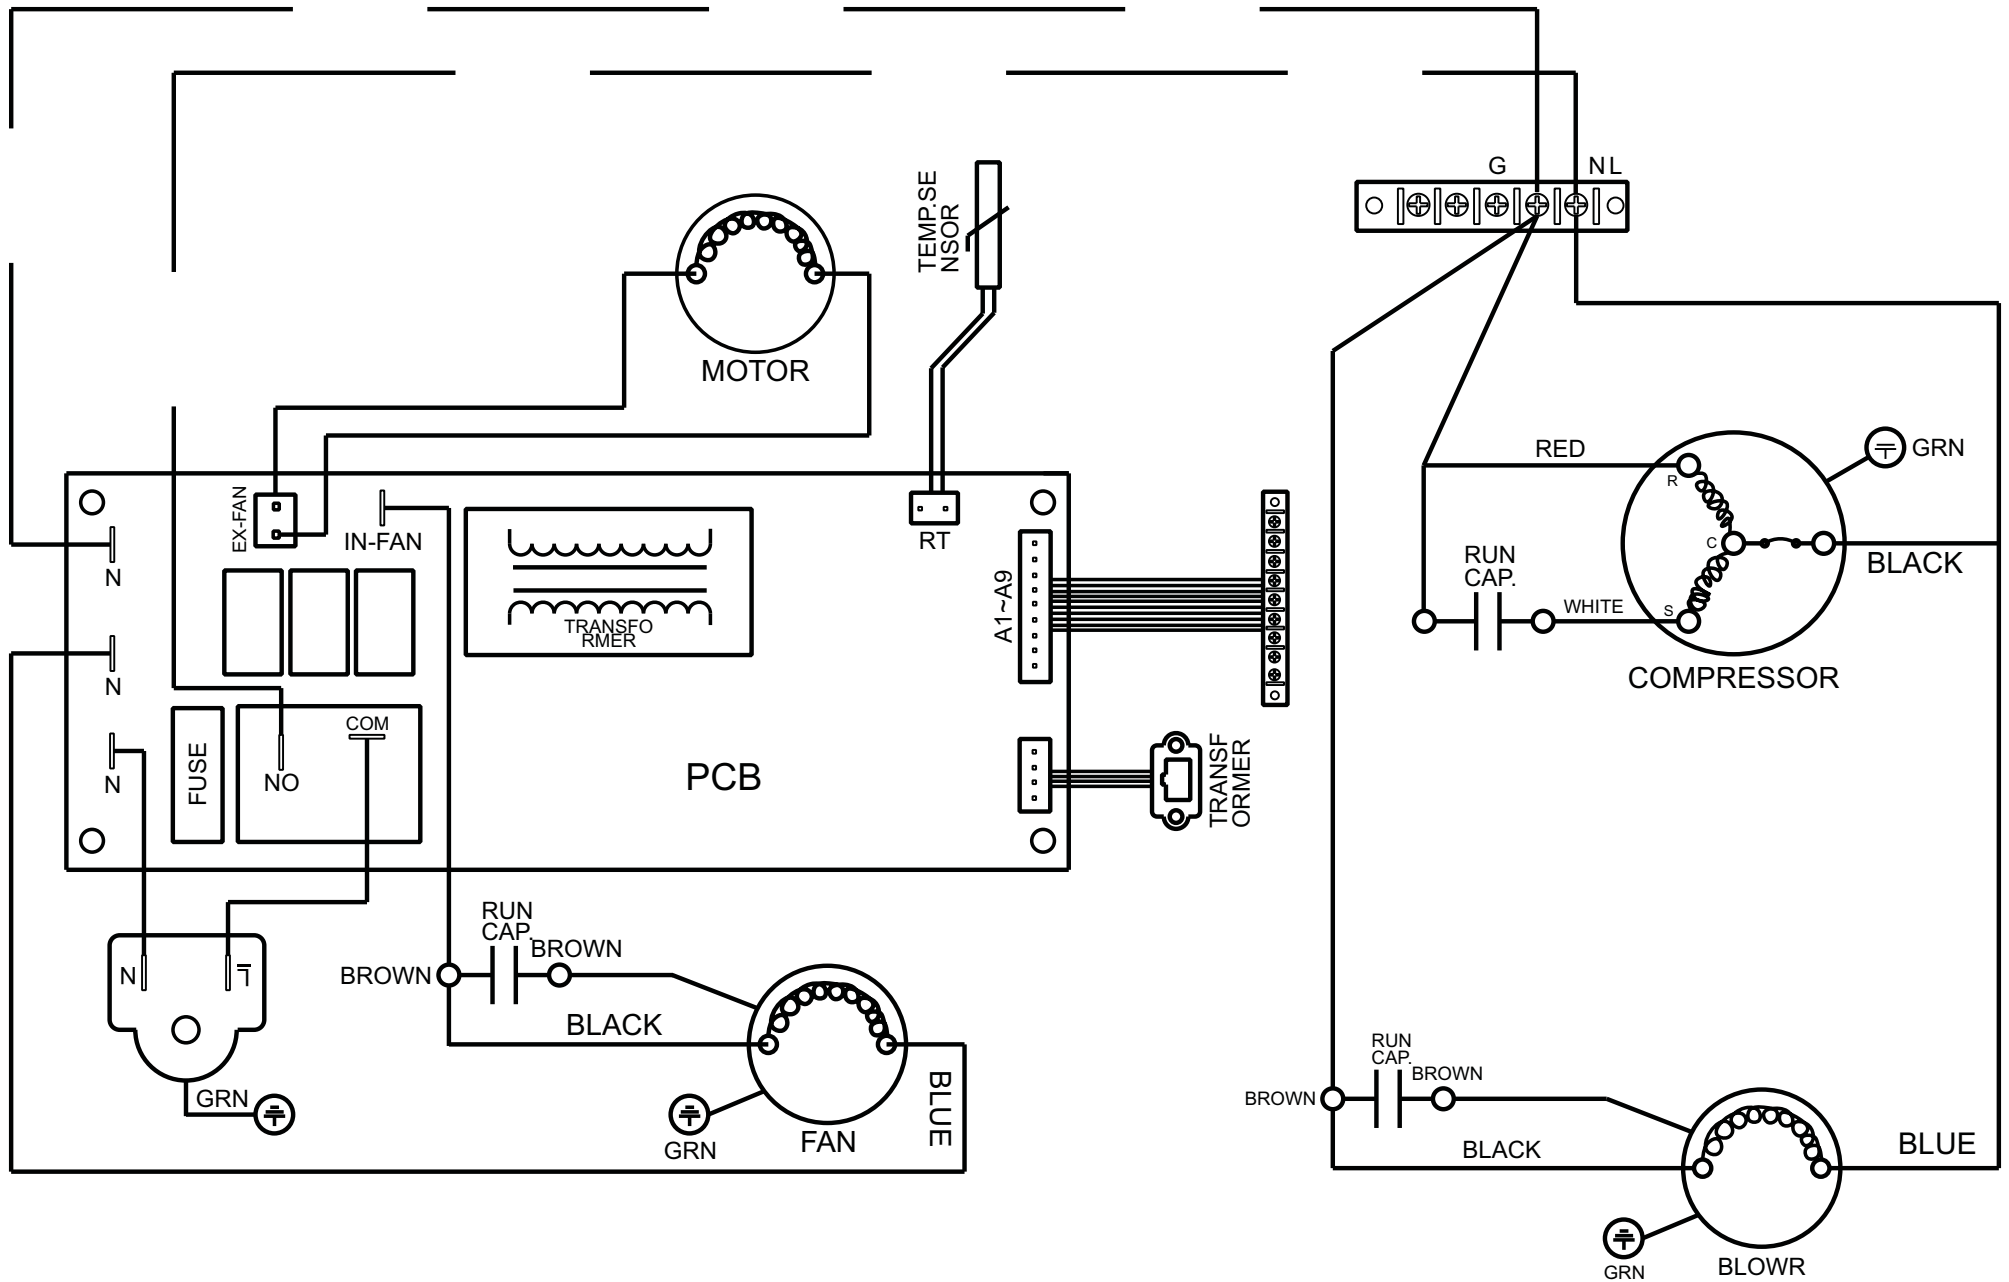 G
NL
TEMP.SE
NSOR
MOTOR
RED
GRN
R
EX-FAN
IN-FAN
RT
C
RUN
CAP.
BLACK
N
A1~A9
TRANSFO
RMER
WHITE
S
N
COMPRESSOR
COM
FUSE
NO
PCB
N
TRANSF
ORMER
RUN
CAP.
BROWN
BROWN
N
L
BLACK
RUN
CAP.
BROWN
BROWN
GRN
BLUE
FAN
GRN
BLACK
BLUE
BLOWR
GRN